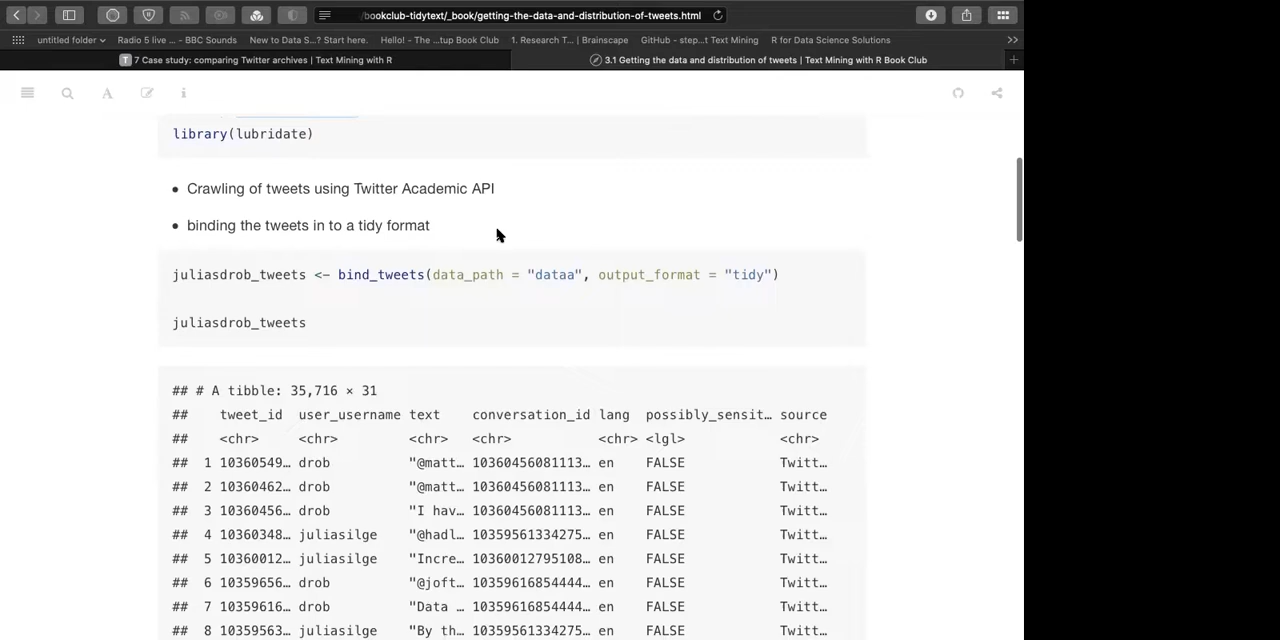 /bookclub-tidytext/_book/getting-the-data-and-distribution-of-tweets.html
untitled folder Radio 5 live ... - BBC Sounds New to Data S...? Start here. Hello! - The ...tup Book Club 1. Research T... | Brainscape GitHub - step...t Text Mining R for Data Science Solutions
T 7 Case study: comparing Twitter archives | Text Mining with R 3.1 Getting the data and distribution of tweets | Text Mining with R Book Club
A i
library(lubridate)
• Crawling of tweets using Twitter Academic API
• binding the tweets in to a tidy format
juliasdrob_tweets <- bind_tweets(data_path = "dataa", output_format = "tidy")
juliasdrob_tweets
## # A tibble: 35,716 × 31
## tweet_id user_username text conversation_id lang possibly_sensit… source
## <chr> <chr> <chr> <chr> <chr> <lgl> <chr>
## 1 10360549… drob "@matt… 10360456081113… en FALSE Twitt…
## 2 10360462… drob "@matt… 10360456081113… en FALSE Twitt…
## 3 10360456… drob "I hav… 10360456081113… en FALSE Twitt…
## 4 10360348… juliasilge "@hadl… 10359561334275… en FALSE Twitt…
## 5 10360012… juliasilge "Incre… 10360012795108… en FALSE Twitt…
## 6 10359656… drob "@joft… 10359616854444… en FALSE Twitt…
## 7 10359616… drob "Data … 10359616854444… en FALSE Twitt…
## 8 10359563… juliasilge "By th… 10359561334275… en FALSE Twitt…